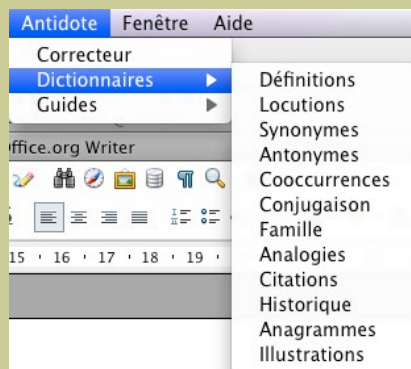 Antidote Fenêtre Aide
Correcteur
Dictionnaires
Guides
ffice.org Writer
15 16 17 18 19
Définitions
Locutions
Synonymes
Antonymes
Cooccurrences
Conjugaison
Famille
Analogies
Citations
Historique
Anagrammes
Illustrations